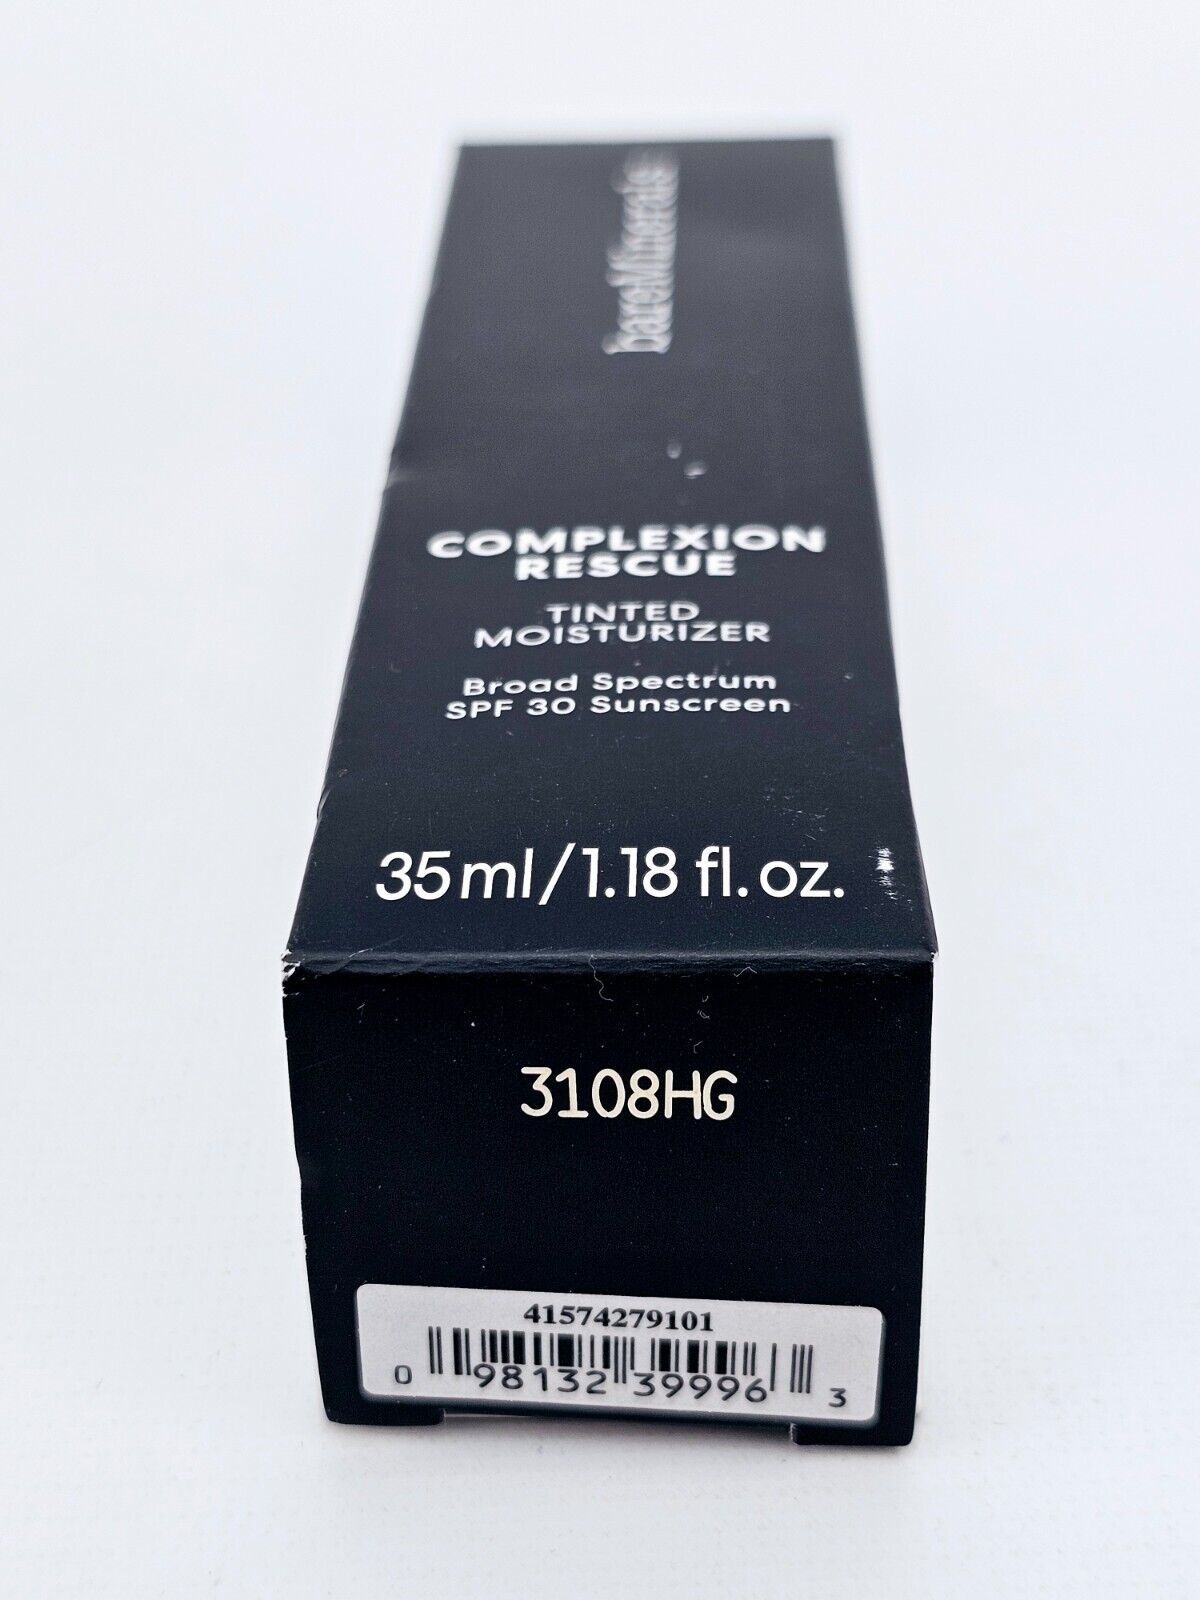 bareMinerals
COMPLEXION
RESCUE
TINTED
MOISTURIZER
Broad Spectrum
SPF 30 Sunscreen
35ml/1.18 fl.oz.
3108HG
41574279101
0 98132 39996 3